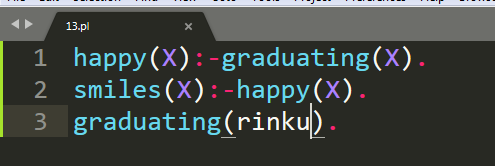 13.pl ×
1 happy(X):-graduating(X).
2 smiles(X):-happy(X).
3 graduating(rinku).